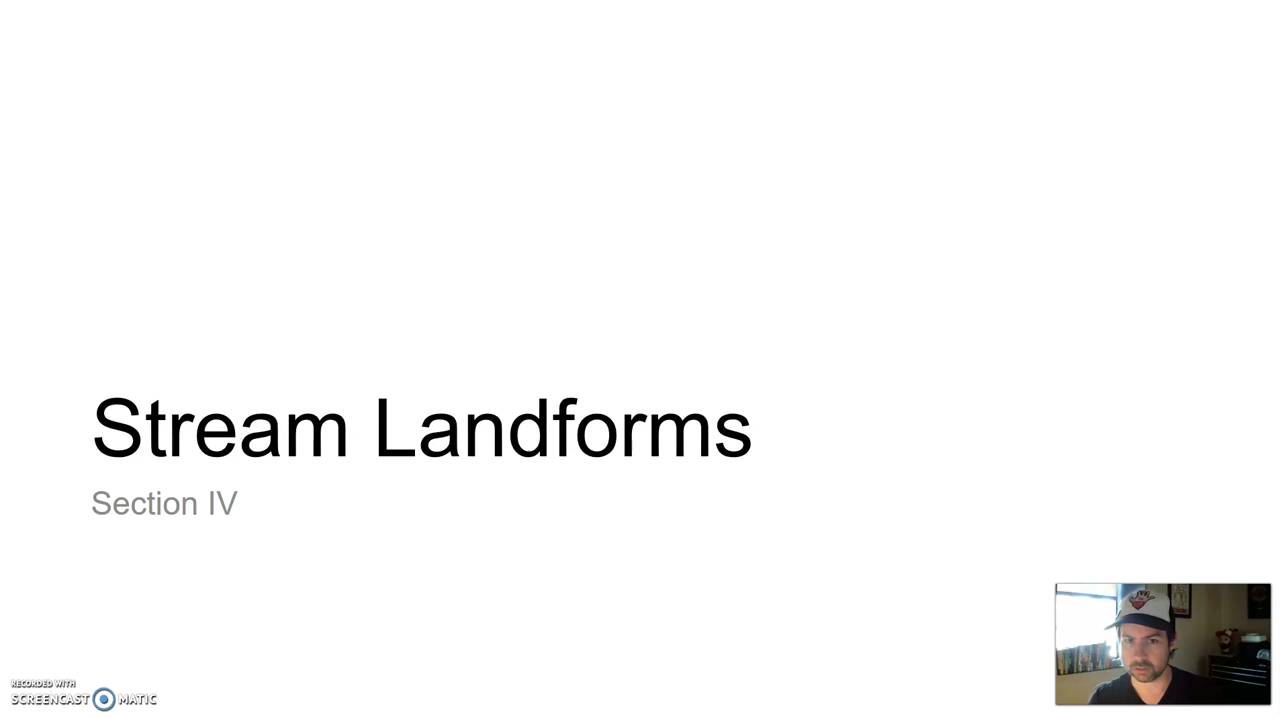 Stream Landforms
Section IV
RECORDED WITH
SCREENCAST MATIC